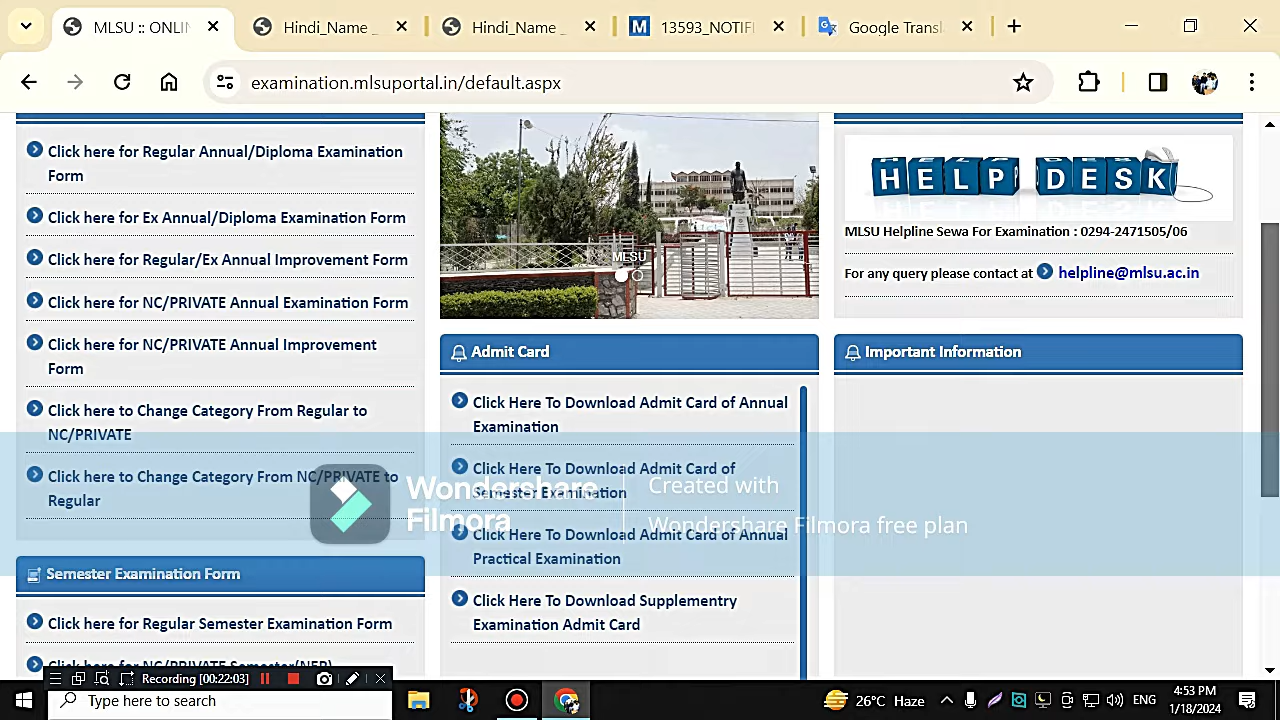 MLSU :: ONLIN
Hindi_Name_
Hindi_Name_
13593_NOTIFI
Google Transl
examination.mlsuportal.in/default.aspx
Click here for Regular Annual/Diploma Examination
Form
Click here for Ex Annual/Diploma Examination Form
Click here for Regular/Ex Annual Improvement Form
Click here for NC/PRIVATE Annual Examination Form
Click here for NC/PRIVATE Annual Improvement
Form
Click here to Change Category From Regular to
NC/PRIVATE
Click here to Change Category From NC/PRIVATE to
Regular
Semester Examination Form
Click here for Regular Semester Examination Form
Click here for NC/PRIVATE Semester(NEP)
MLSU
Admit Card
Click Here To Download Admit Card of Annual
Examination
Click Here To Download Admit Card of
Semester Examination
Click Here To Download Admit Card of Annual
Practical Examination
Click Here To Download Supplementry
Examination Admit Card
HELP DESK
MLSU Helpline Sewa For Examination : 0294-2471505/06
For any query please contact at helpline@mlsu.ac.in
Important Information
Wondershare
Filmora
Created with
Wondershare Filmora free plan
Recording [00:22:03]
Type here to search
26°C Haze
ENG
4:53 PM
1/18/2024